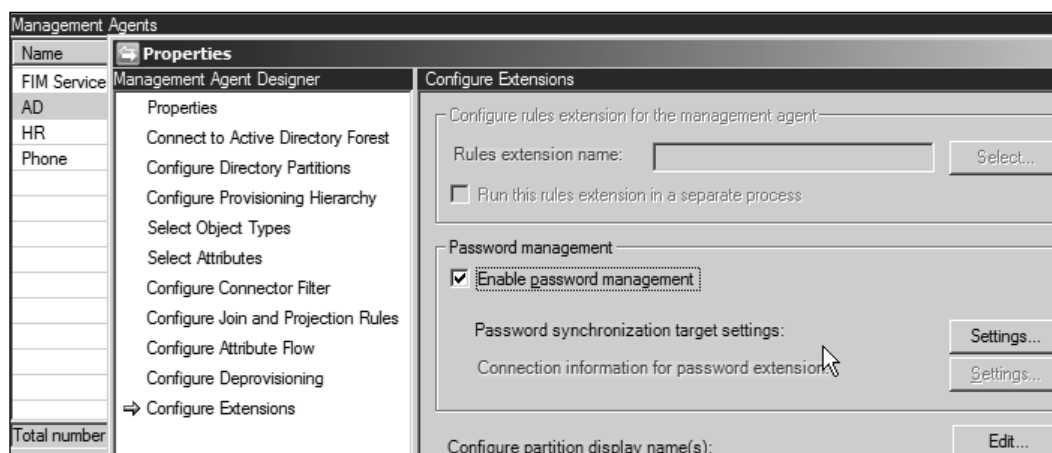 Management Agents
Name
FIM Service
AD
HR
Phone
Total number
Properties
Management Agent Designer
Properties
Connect to Active Directory Forest
Configure Directory Partitions
Configure Provisioning Hierarchy
Select Object Types
Select Attributes
Configure Connector Filter
Configure Join and Projection Rules
Configure Attribute Flow
Configure Deprovisioning
Configure Extensions
Configure Extensions
Configure rules extension for the management agent
Rules extension name:
Select...
Run this rules extension in a separate process
Password management
Enable password management
Password synchronization target settings:
Settings...
Connection information for password extension:
Settings...
Configure partition display name(s):
Edit...